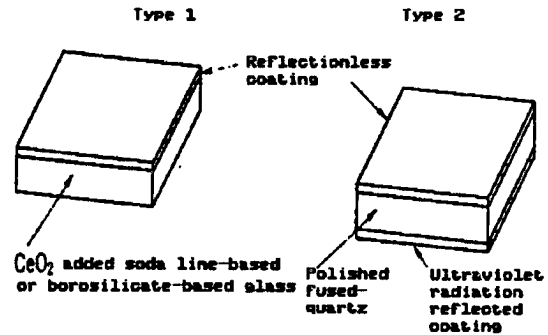 Type 1
Type 2
Reflectionless
coating
CeO₂ added soda line-based
or borosilicate-based glass
Polished
fused-
quartz
Ultraviolet
radiation
reflected
coating